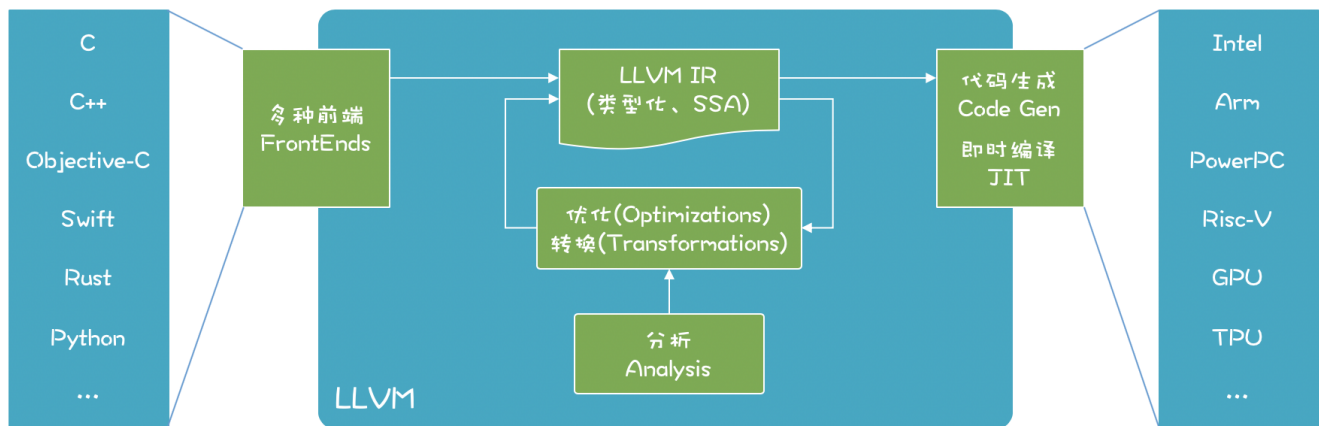 C
C++
Objective-C
Swift
Rust
Python
...
多种前端
FrontEnds
LLVM IR
(类型化、SSA)
优化(Optimizations)
转换(Transformations)
分析
Analysis
LLVM
代码生成
Code Gen
即时编译
JIT
Intel
Arm
PowerPC
Risc-V
GPU
TPU
...